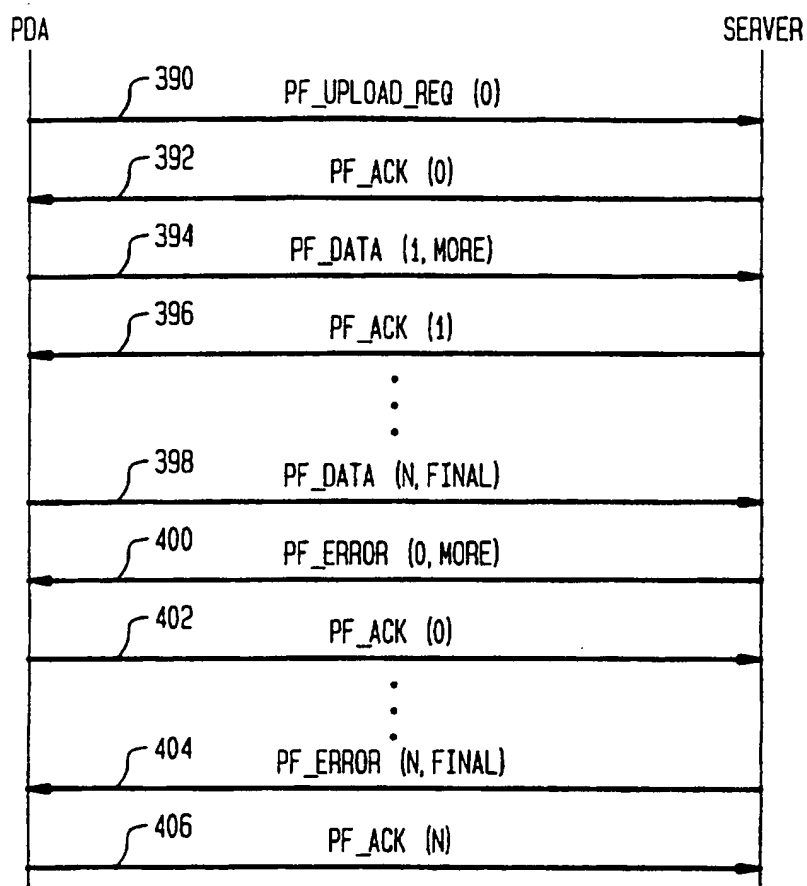 PDA SERVER
390 PF_UPLOAD_REQ (0)
392 PF_ACK (0)
394 PF_DATA (1, MORE)
396 PF_ACK (1)
398 PF_DATA (N, FINAL)
400 PF_ERROR (0, MORE)
402 PF_ACK (0)
404 PF_ERROR (N, FINAL)
406 PF_ACK (N)